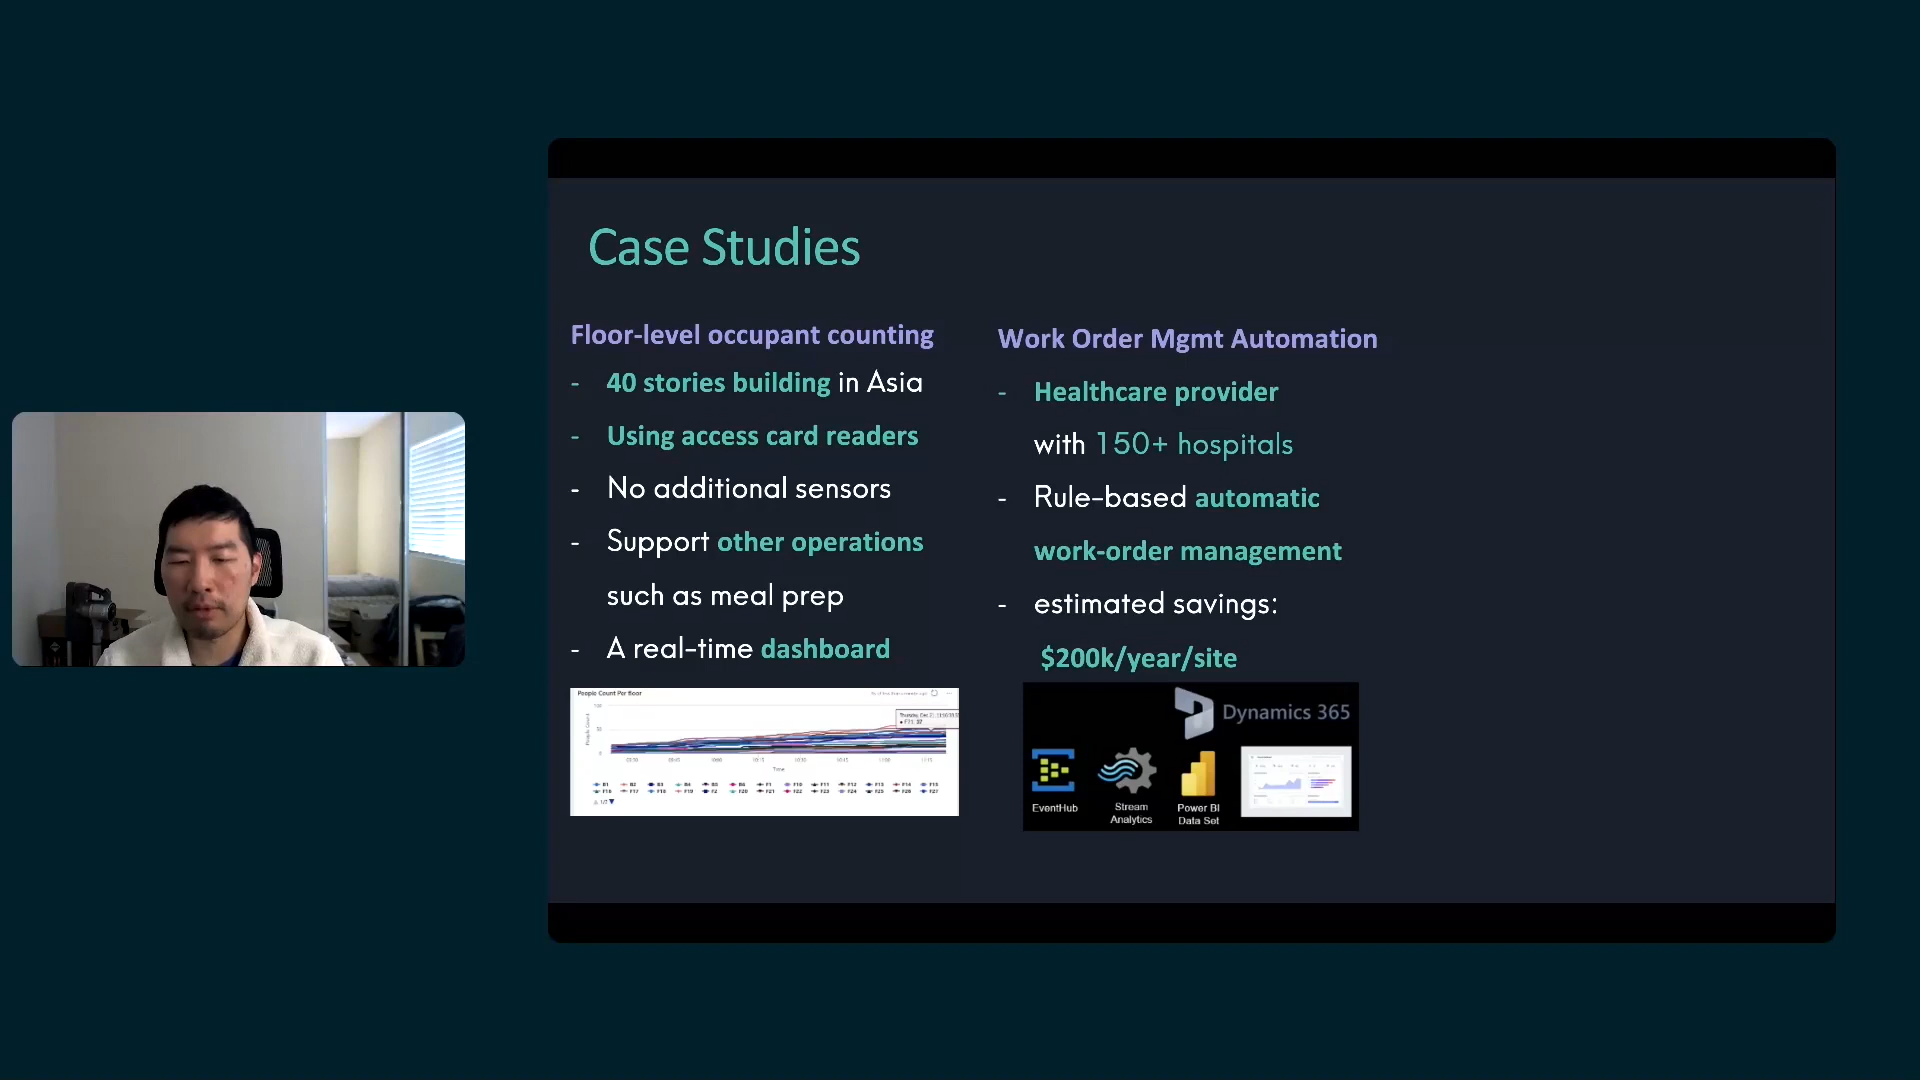 Case Studies
Floor-level occupant counting
- 40 stories building in Asia
- Using access card readers
- No additional sensors
- Support other operations
such as meal prep
- A real-time dashboard
People Count Per floor
Time
Work Order Mgmt Automation
- Healthcare provider
with 150+ hospitals
- Rule-based automatic
work-order management
- estimated savings:
$200k/year/site
Dynamics 365
EventHub
Stream
Analytics
Power BI
Data Set